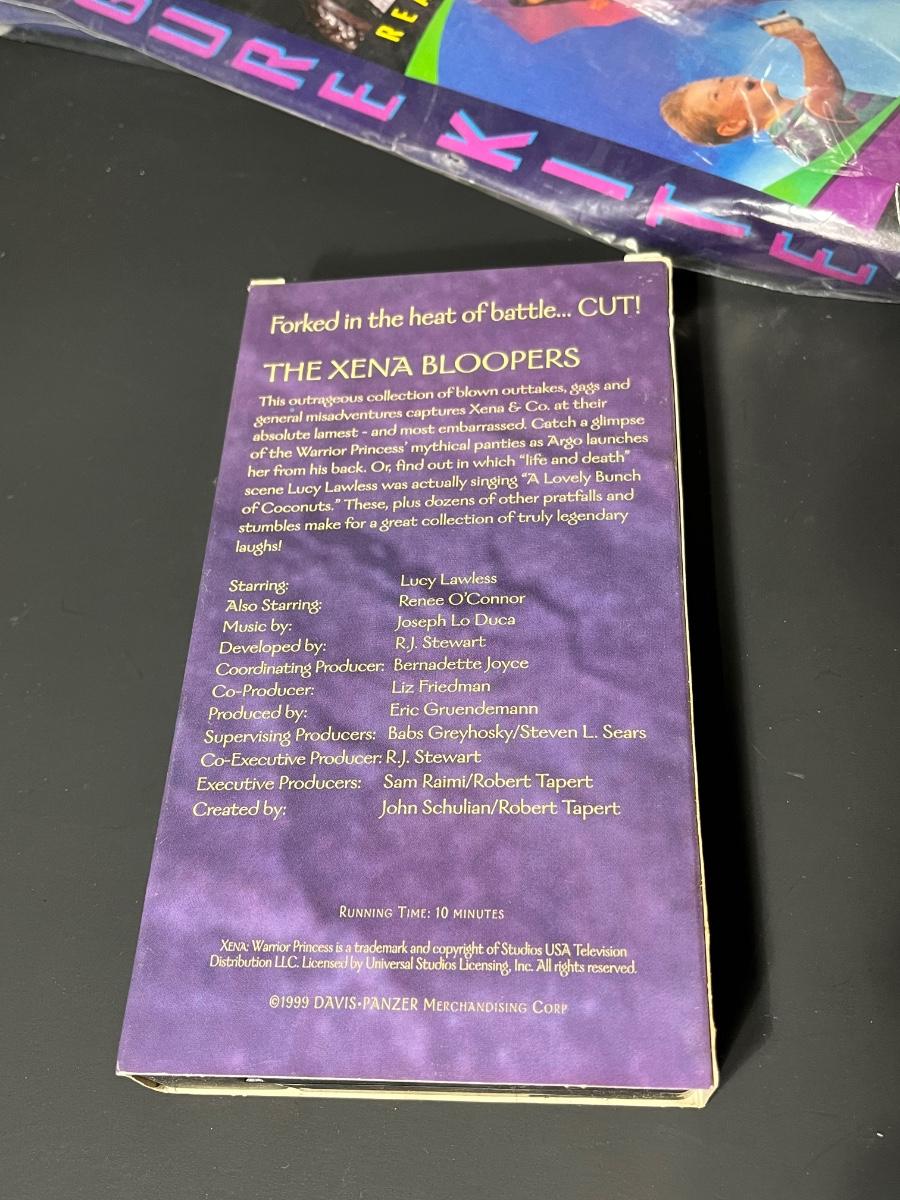 URE KITE
Forked in the heat of battle... CUT!
THE XENA BLOOPERS
This outrageous collection of blown outtakes, gags and
general misadventures captures Xena & Co. at their
absolute lamest - and most embarrassed. Catch a glimpse
of the Warrior Princess' mythical panties as Argo launches
her from his back. Or, find out in which "life and death"
scene Lucy Lawless was actually singing "A Lovely Bunch
of Coconuts." These, plus dozens of other pratfalls and
stumbles make for a great collection of truly legendary
laughs!
Starring: Lucy Lawless
Also Starring: Renee O'Connor
Music by: Joseph Lo Duca
Developed by: R.J. Stewart
Coordinating Producer: Bernadette Joyce
Co-Producer: Liz Friedman
Produced by: Eric Gruendemann
Supervising Producers: Babs Greyhosky/Steven L. Sears
Co-Executive Producer: R.J. Stewart
Executive Producers: Sam Raimi/Robert Tapert
Created by: John Schulian/Robert Tapert
RUNNING TIME: 10 MINUTES
XENA: Warrior Princess is a trademark and copyright of Studios USA Television
Distribution LLC. Licensed by Universal Studios Licensing, Inc. All rights reserved.
©1999 DAVIS•PANZER MERCHANDISING CORP